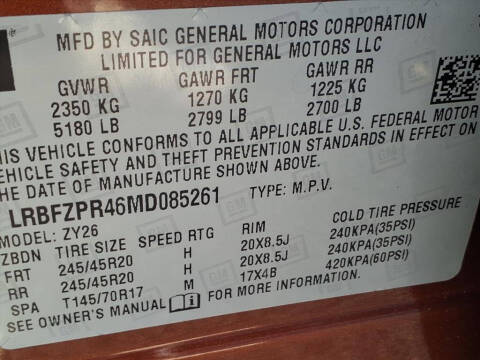 MFD BY SAIC GENERAL MOTORS CORPORATION
LIMITED FOR GENERAL MOTORS LLC
GVWR GAWR FRT GAWR RR
2350 KG 1270 KG 1225 KG
5180 LB 2799 LB 2700 LB
HIS VEHICLE CONFORMS TO ALL APPLICABLE U.S. FEDERAL MOTOR
VEHICLE SAFETY AND THEFT PREVENTION STANDARDS IN EFFECT ON
THE DATE OF MANUFACTURE SHOWN ABOVE.
LRBFZPR46MD085261 TYPE: M.P.V.
MODEL: ZY26
ZBDN TIRE SIZE SPEED RTG RIM COLD TIRE PRESSURE
FRT 245/45R20 H 20X8.5J 240KPA(35PSI)
RR 245/45R20 H 20X8.5J 240KPA(35PSI)
SPA T145/70R17 M 17X4B 420KPA(60PSI)
SEE OWNER'S MANUAL FOR MORE INFORMATION.